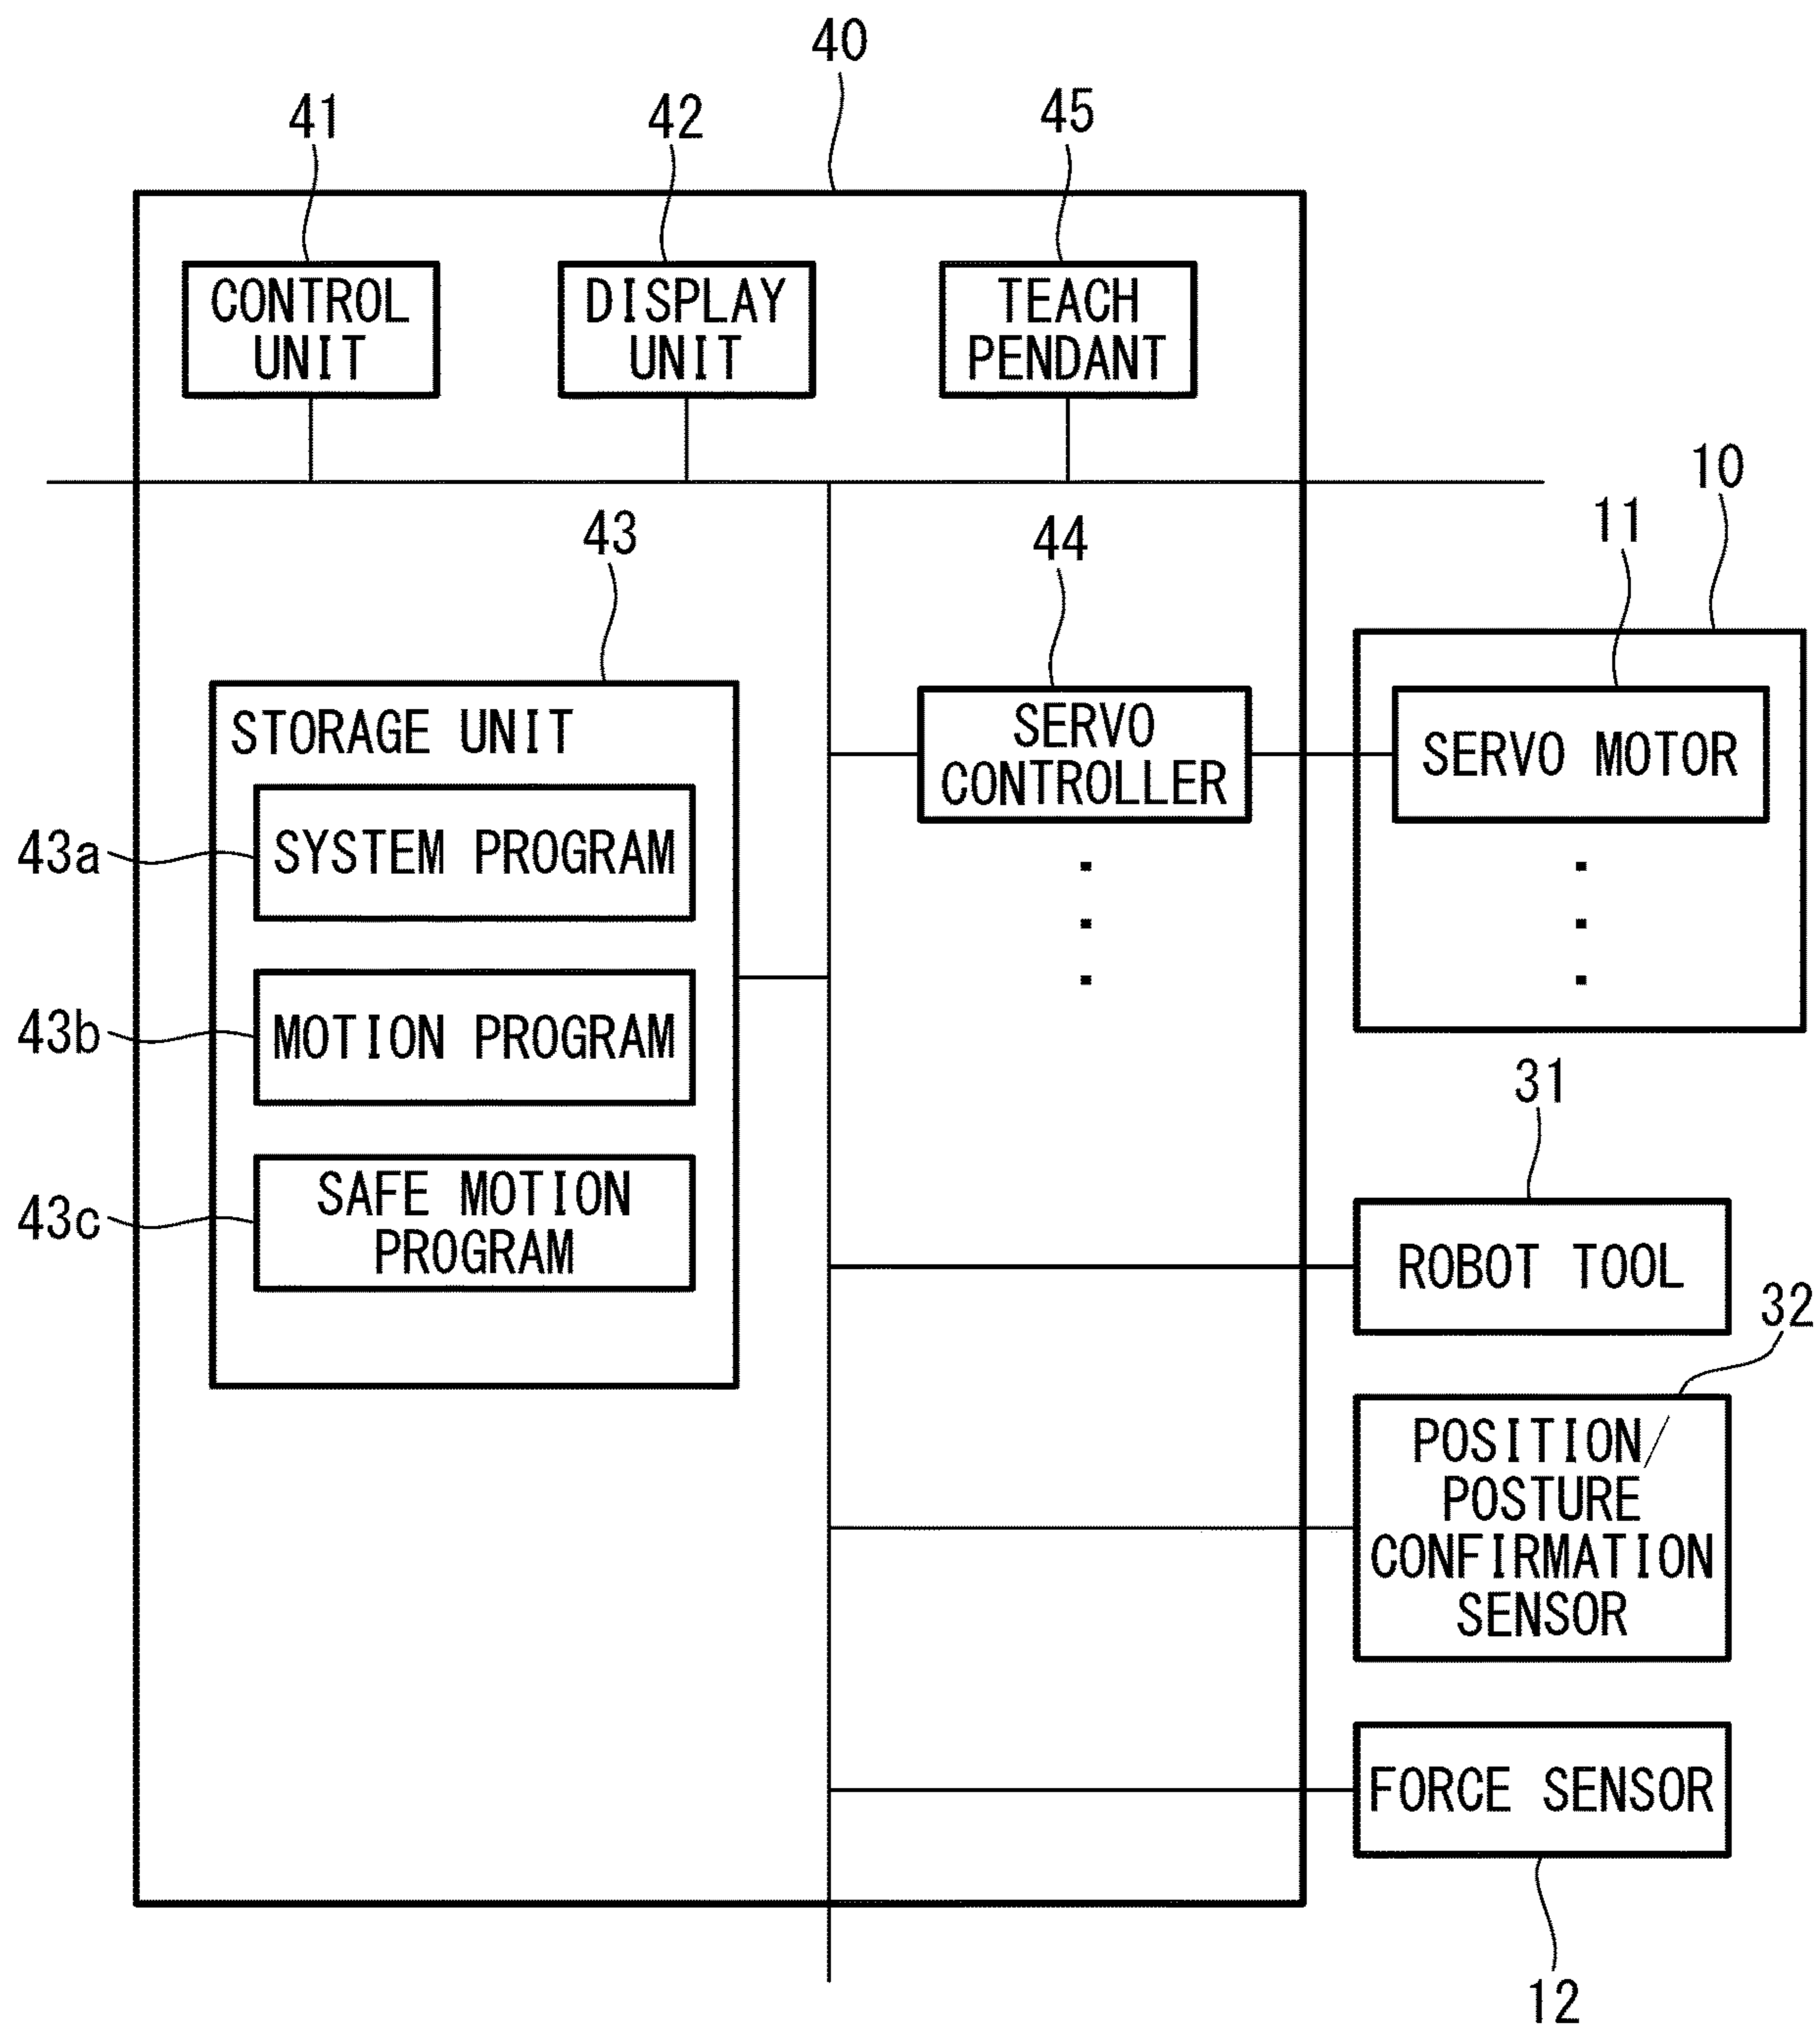 40
41
42
45
CONTROL
UNIT
DISPLAY
UNIT
TEACH
PENDANT
10
11
43
44
STORAGE UNIT
SERVO
CONTROLLER
SERVO MOTOR
43a
SYSTEM PROGRAM
43b
MOTION PROGRAM
43c
SAFE MOTION
PROGRAM
31
ROBOT TOOL
32
POSITION/
POSTURE
CONFIRMATION
SENSOR
FORCE SENSOR
12